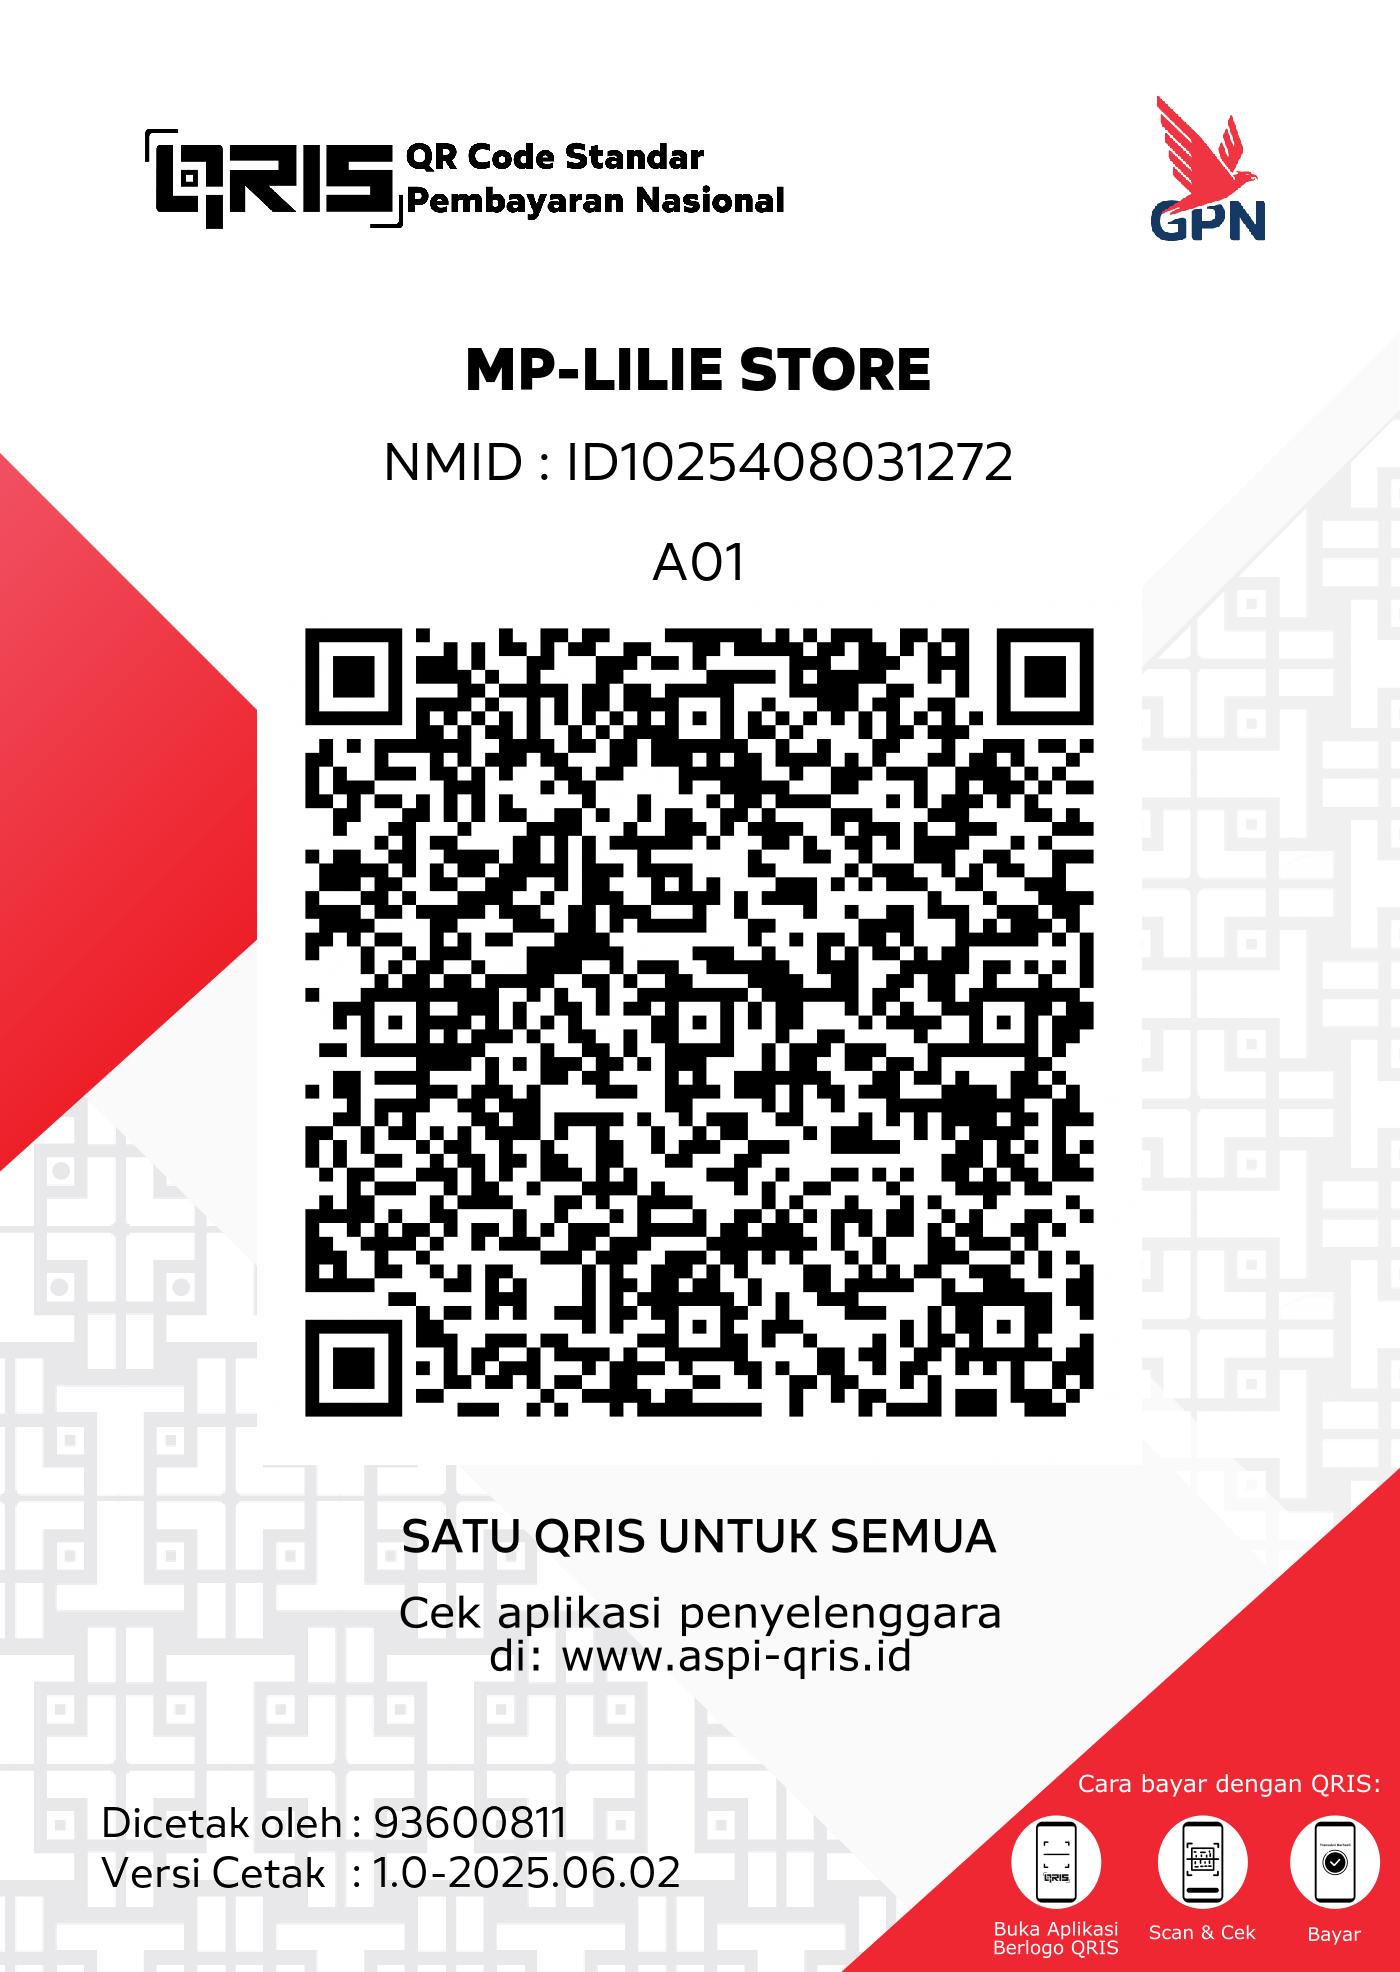 QRIS QR Code Standar
Pembayaran Nasional
GPN
MP-LILIE STORE
NMID : ID1025408031272
A01
SATU QRIS UNTUK SEMUA
Cek aplikasi penyelenggara
di: www.aspi-qris.id
Dicetak oleh : 93600811
Versi Cetak : 1.0-2025.06.02
Cara bayar dengan QRIS:
QRIS
Buka Aplikasi
Berlogo QRIS
Scan & Cek
Bayar